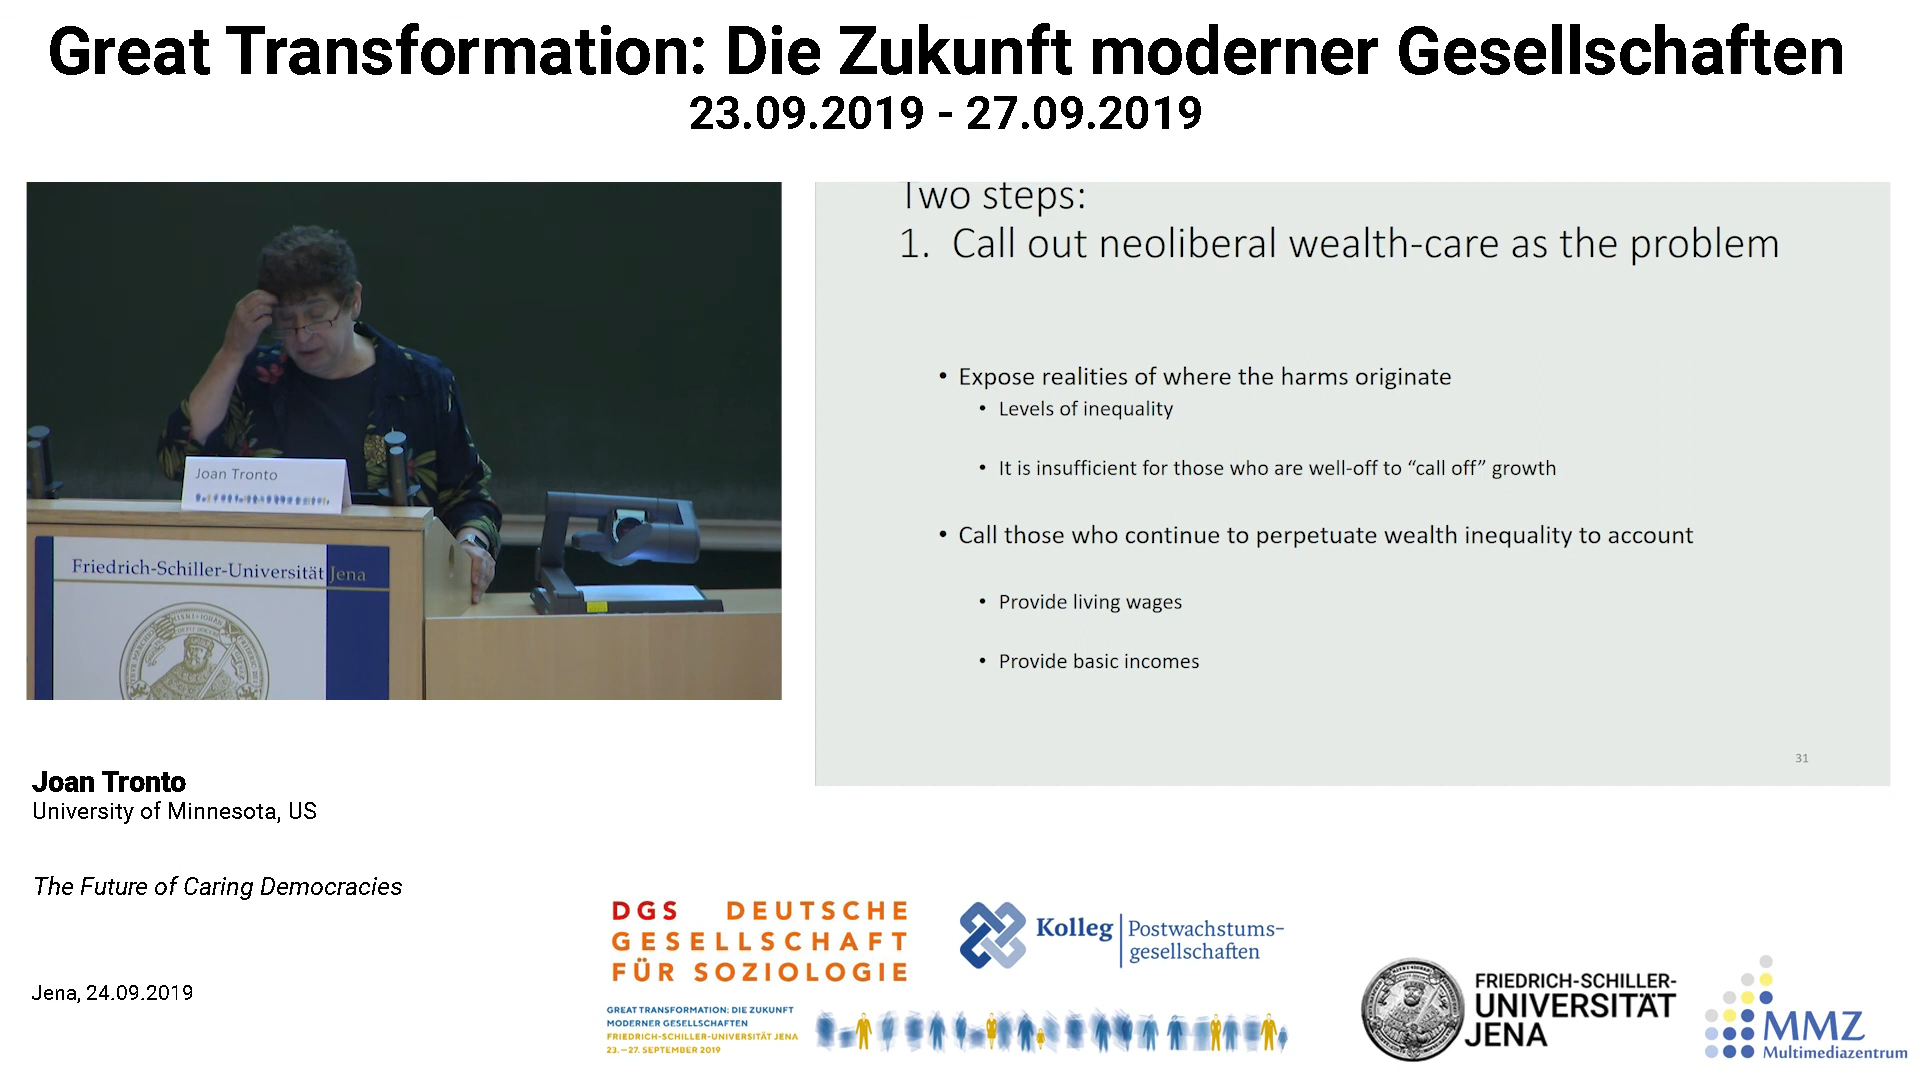 Great Transformation: Die Zukunft moderner Gesellschaften
23.09.2019 - 27.09.2019
Two steps:
1. Call out neoliberal wealth-care as the problem
• Expose realities of where the harms originate
• Levels of inequality
• It is insufficient for those who are well-off to “call off” growth
• Call those who continue to perpetuate wealth inequality to account
• Provide living wages
• Provide basic incomes
31
Joan Tronto
Friedrich-Schiller-Universität Jena
Joan Tronto
University of Minnesota, US
The Future of Caring Democracies
Jena, 24.09.2019
DGS DEUTSCHE
GESELLSCHAFT
FÜR SOZIOLOGIE
Kolleg Postwachstums-
gesellschaften
GREAT TRANSFORMATION: DIE ZUKUNFT
MODERNER GESELLSCHAFTEN
FRIEDRICH-SCHILLER-UNIVERSITÄT JENA
23.—27. SEPTEMBER 2019
FRIEDRICH-SCHILLER-
UNIVERSITÄT
JENA
MMZ
Multimediazentrum